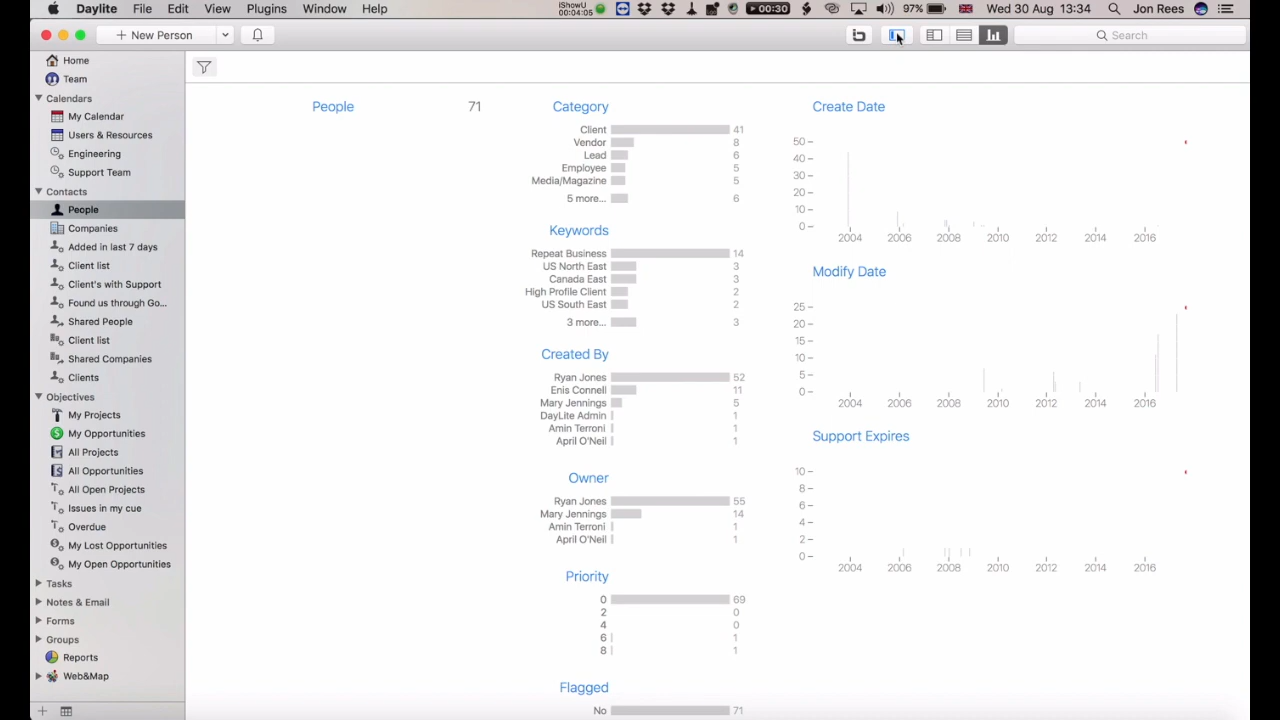 Daylite File Edit View Plugins Window Help iShowU 00:04:05 00:30 97% Wed 30 Aug 13:34 Jon Rees
+ New Person Search
Home
Team
Calendars
My Calendar
Users & Resources
Engineering
Support Team
Contacts
People
Companies
Added in last 7 days
Client list
Client's with Support
Found us through Go...
Shared People
Client list
Shared Companies
Clients
Objectives
My Projects
My Opportunities
All Projects
All Opportunities
All Open Projects
Issues in my cue
Overdue
My Lost Opportunities
My Open Opportunities
Tasks
Notes & Email
Forms
Groups
Reports
Web&Map
People 71
Category
Client 41
Vendor 8
Lead 6
Employee 5
Media/Magazine 5
5 more... 6
Keywords
Repeat Business 14
US North East 3
Canada East 3
High Profile Client 2
US South East 2
3 more... 3
Created By
Ryan Jones 52
Enis Connell 11
Mary Jennings 5
DayLite Admin 1
Amin Terroni 1
April O'Neil 1
Owner
Ryan Jones 55
Mary Jennings 14
Amin Terroni 1
April O'Neil 1
Priority
0 69
2 0
4 0
6 1
8 1
Flagged
No 71
Create Date
50
40
30
20
10
0
2004 2006 2008 2010 2012 2014 2016
Modify Date
25
20
15
10
5
0
2004 2006 2008 2010 2012 2014 2016
Support Expires
10
8
6
4
2
0
2004 2006 2008 2010 2012 2014 2016